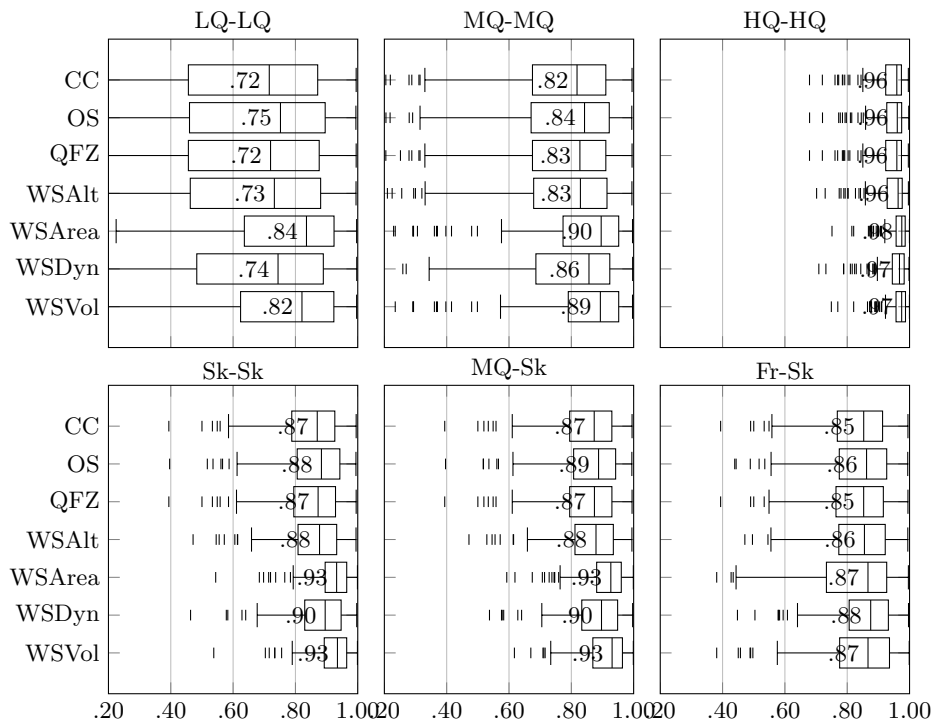 LQ-LQ MQ-MQ HQ-HQ
CC .72 .82 .96
OS .75 .84 .96
QFZ .72 .83 .96
WSAlt .73 .83 .96
WSArea .84 .90 .98
WSDyn .74 .86 .97
WSVol .82 .89 .97
Sk-Sk MQ-Sk Fr-Sk
CC .87 .87 .85
OS .88 .89 .86
QFZ .87 .87 .85
WSAlt .88 .88 .86
WSArea .93 .93 .87
WSDyn .90 .90 .88
WSVol .93 .93 .87
.20 .40 .60 .80 1.00 .20 .40 .60 .80 1.00 .20 .40 .60 .80 1.00